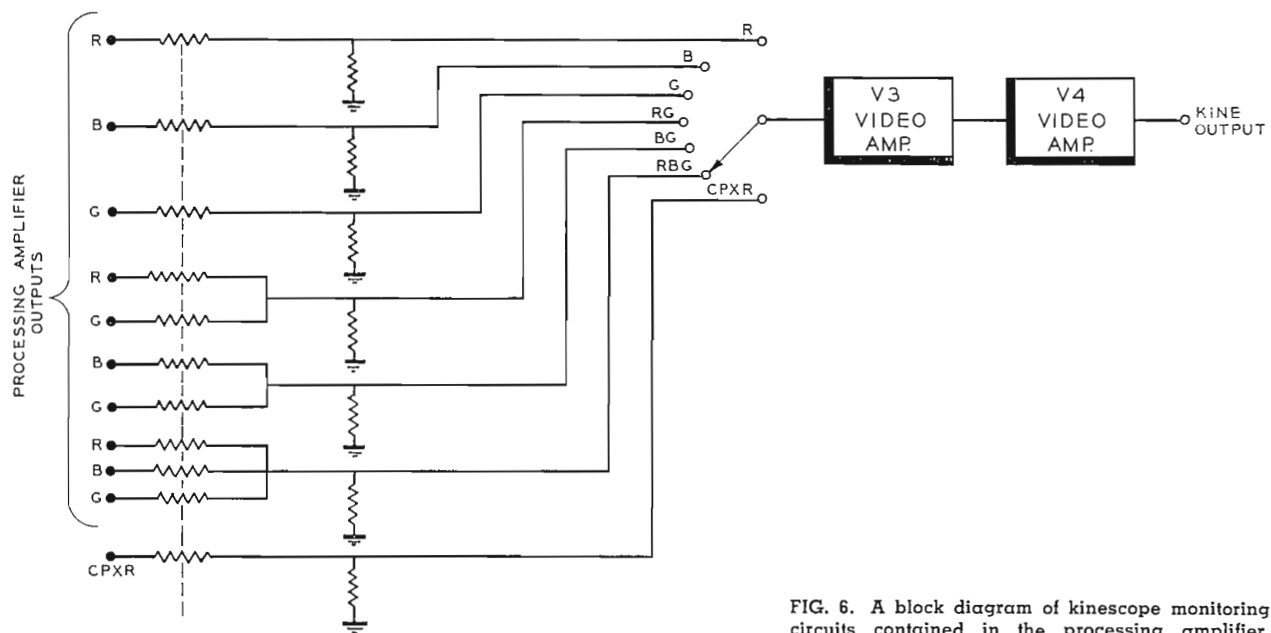 PROCESSING AMPLIFIER
OUTPUTS
R
B
G
R
G
B
G
R
B
G
CPXR
R
B
G
RG
BG
RBG
CPXR
V3
VIDEO
AMP.
V4
VIDEO
AMP.
KINE
OUTPUT
FIG. 6. A block diagram of kinescope monitoring
circuits contained in the processing amplifier.